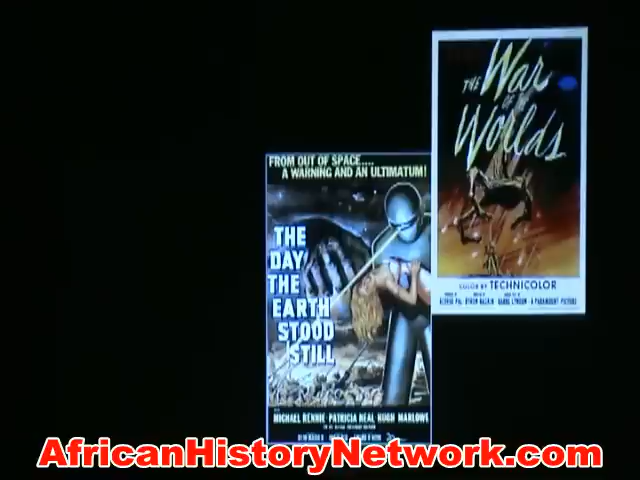 THE War
OF THE
Worlds
COLOR BY TECHNICOLOR
A PARAMOUNT PICTURE
FROM OUT OF SPACE....
A WARNING AND AN ULTIMATUM!
THE
DAY
THE
EARTH
STOOD
STILL
MICHAEL RENNIE · PATRICIA NEAL · HUGH MARLOWE
AfricanHistoryNetwork.com